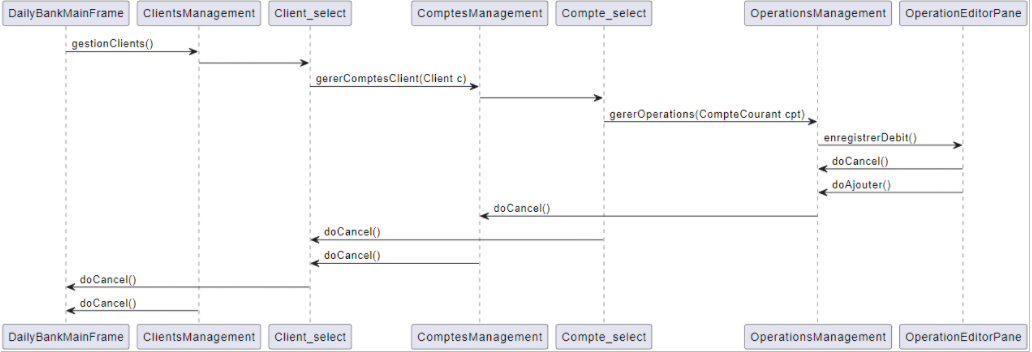 DailyBankMainFrame ClientsManagement Client_select ComptesManagement Compte_select OperationsManagement OperationEditorPane
gestionClients()
gererComptesClient(Client c)
gererOperations(CompteCourant cpt)
enregistrerDebit()
doCancel()
doAjouter()
doCancel()
doCancel()
doCancel()
doCancel()
doCancel()
DailyBankMainFrame ClientsManagement Client_select ComptesManagement Compte_select OperationsManagement OperationEditorPane